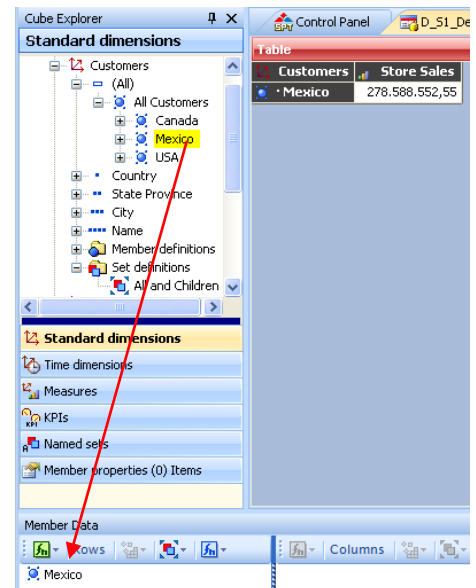 Cube Explorer
Standard dimensions
Customers
(All)
All Customers
Canada
Mexico
USA
Country
State Province
City
Name
Member definitions
Set definitions
All and Children
Standard dimensions
Time dimensions
Measures
KPIs
Named sets
Member properties (0) Items
Member Data
Rows
Mexico
Control Panel
D_S1_De
Table
Customers Store Sales
Mexico 278.588.552,55
Columns